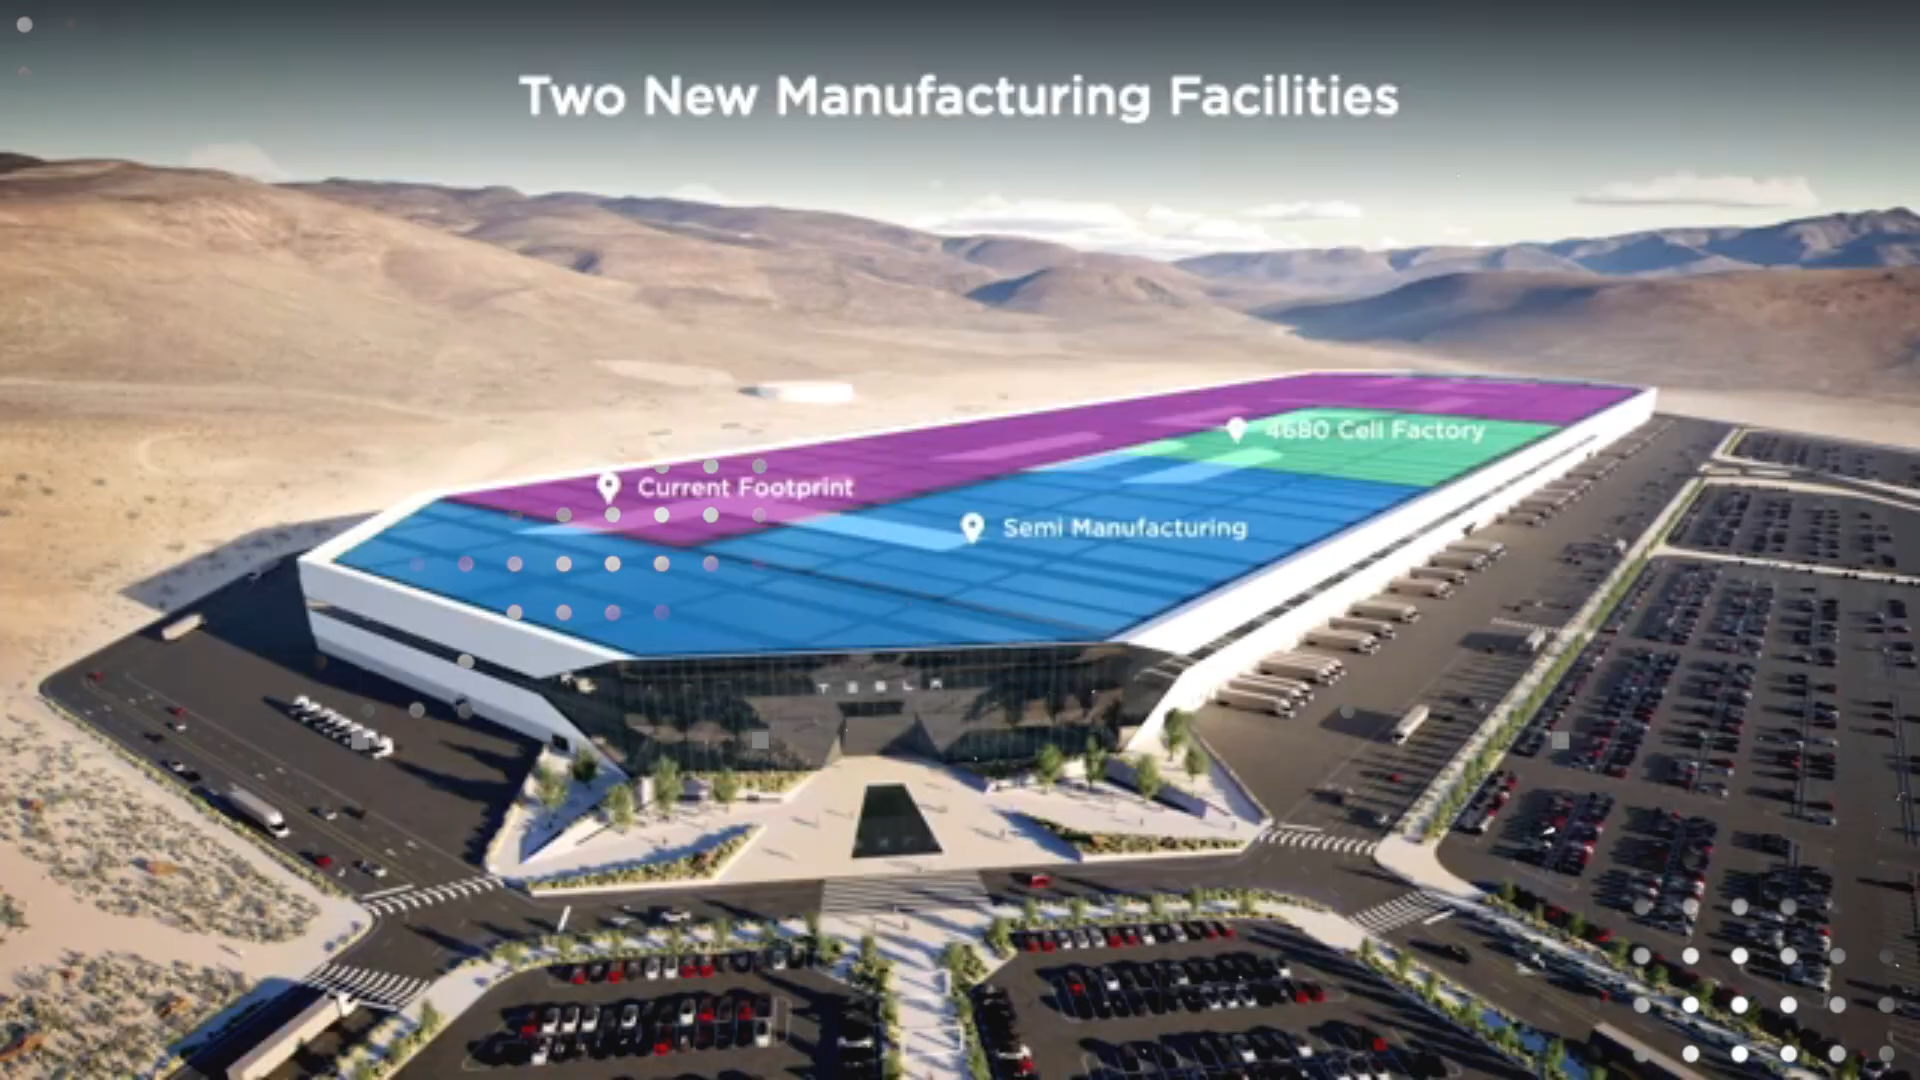 Two New Manufacturing Facilities
4680 Cell Factory
Current Footprint
Semi Manufacturing
TESLA